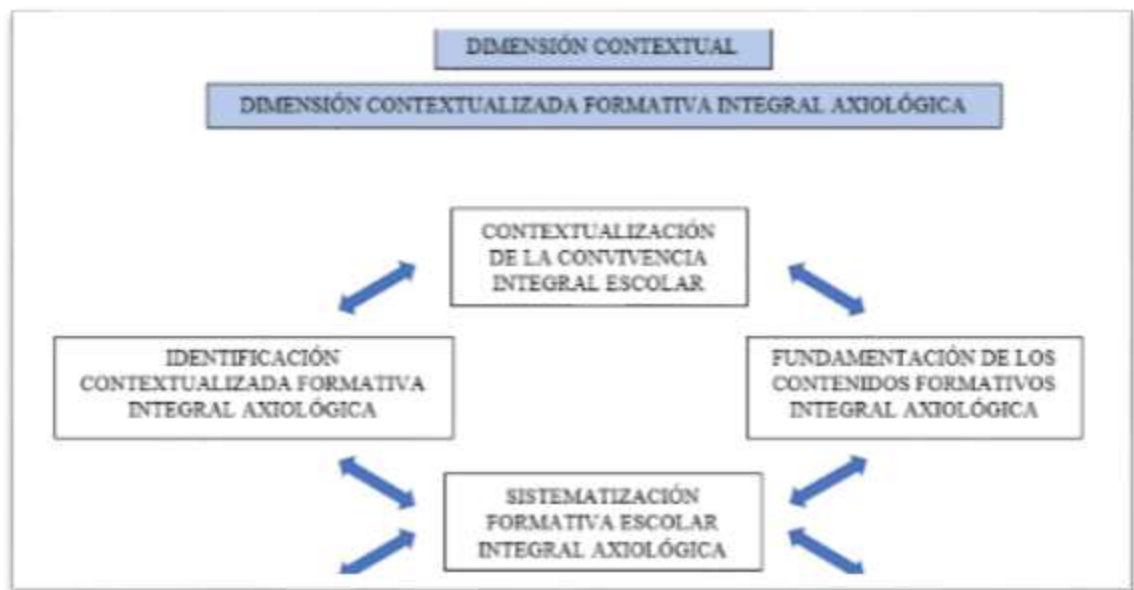 DIMENSIÓN CONTEXTUAL
DIMENSIÓN CONTEXTUALIZADA FORMATIVA INTEGRAL AXIOLÓGICA
CONTEXTUALIZACIÓN
DE LA CONVIVENCIA
INTEGRAL ESCOLAR
IDENTIFICACIÓN
CONTEXTUALIZADA FORMATIVA
INTEGRAL AXIOLÓGICA
FUNDAMENTACIÓN DE LOS
CONTENIDOS FORMATIVOS
INTEGRAL AXIOLÓGICA
SISTEMATIZACIÓN
FORMATIVA ESCOLAR
INTEGRAL AXIOLÓGICA